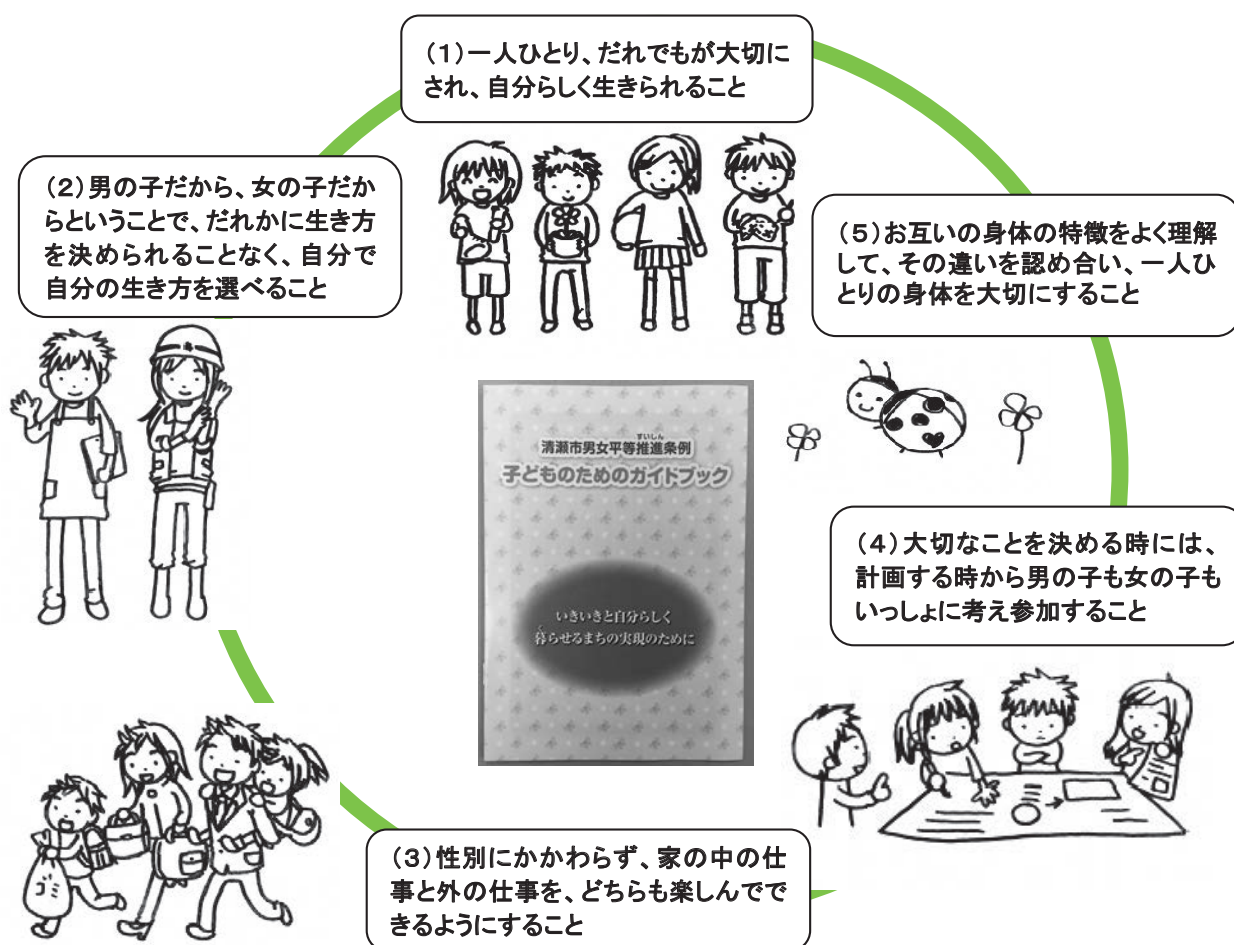 (1)一人ひとり、だれでもが大切に
され、自分らしく生きられること
(2)男の子だから、女の子だか
らということで、だれかに生き方
を決められることなく、自分で
自分の生き方を選べること
(5)お互いの身体の特徴をよく理解
して、その違いを認め合い、一人ひ
とりの身体を大切にすること
すいしん
清瀬市男女平等推進条例
子どものためのガイドブック
いきいきと自分らしく
く
暮らせるまちの実現のために
(4)大切なことを決める時には、
計画する時から男の子も女の子も
いっしょに考え参加すること
ゴミ
(3)性別にかかわらず、家の中の仕
事と外の仕事を、どちらも楽しんでで
きるようにすること